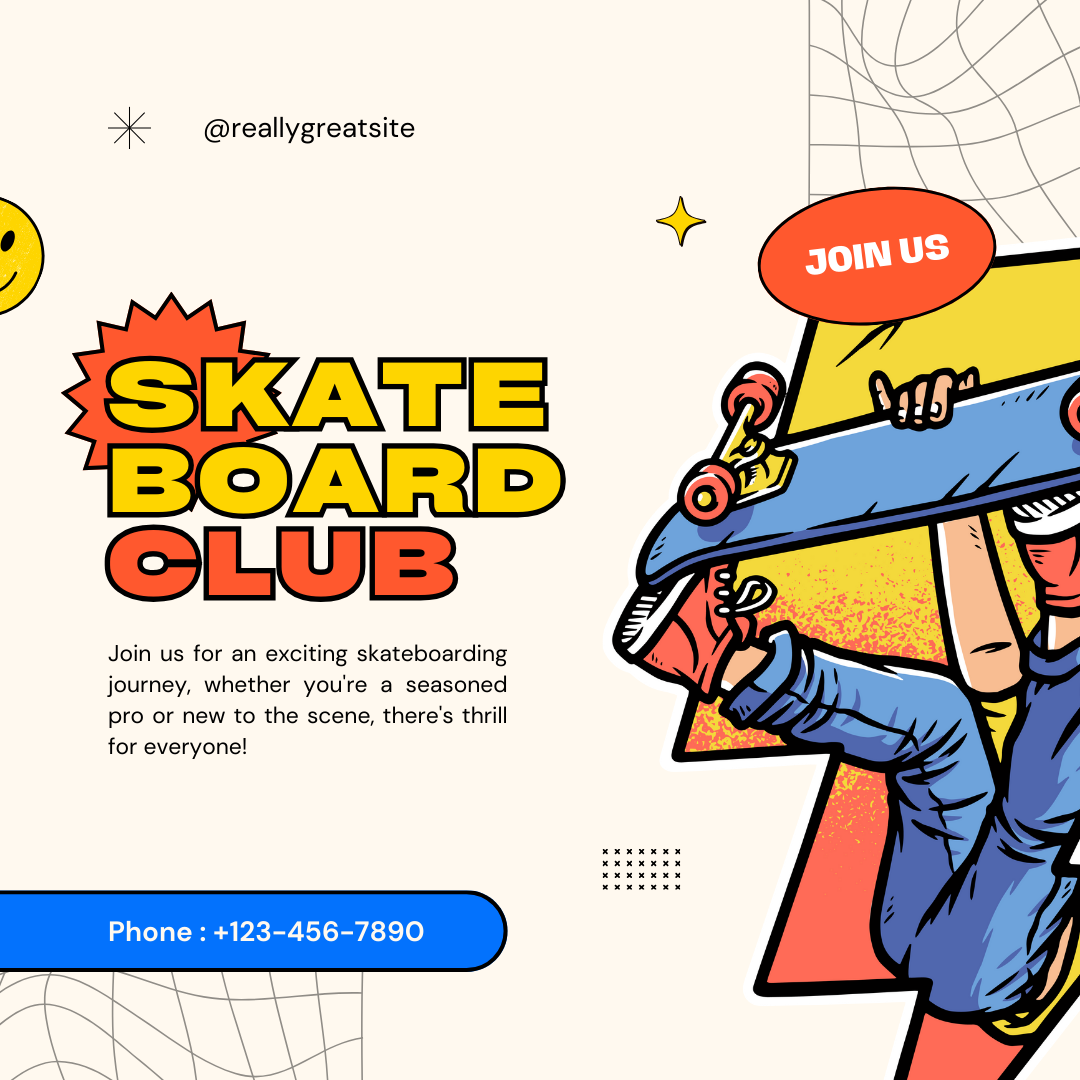 @reallygreatsite
JOIN US
SKATE
BOARD
CLUB
Join us for an exciting skateboarding
journey, whether you're a seasoned
pro or new to the scene, there's thrill
for everyone!
Phone : +123-456-7890